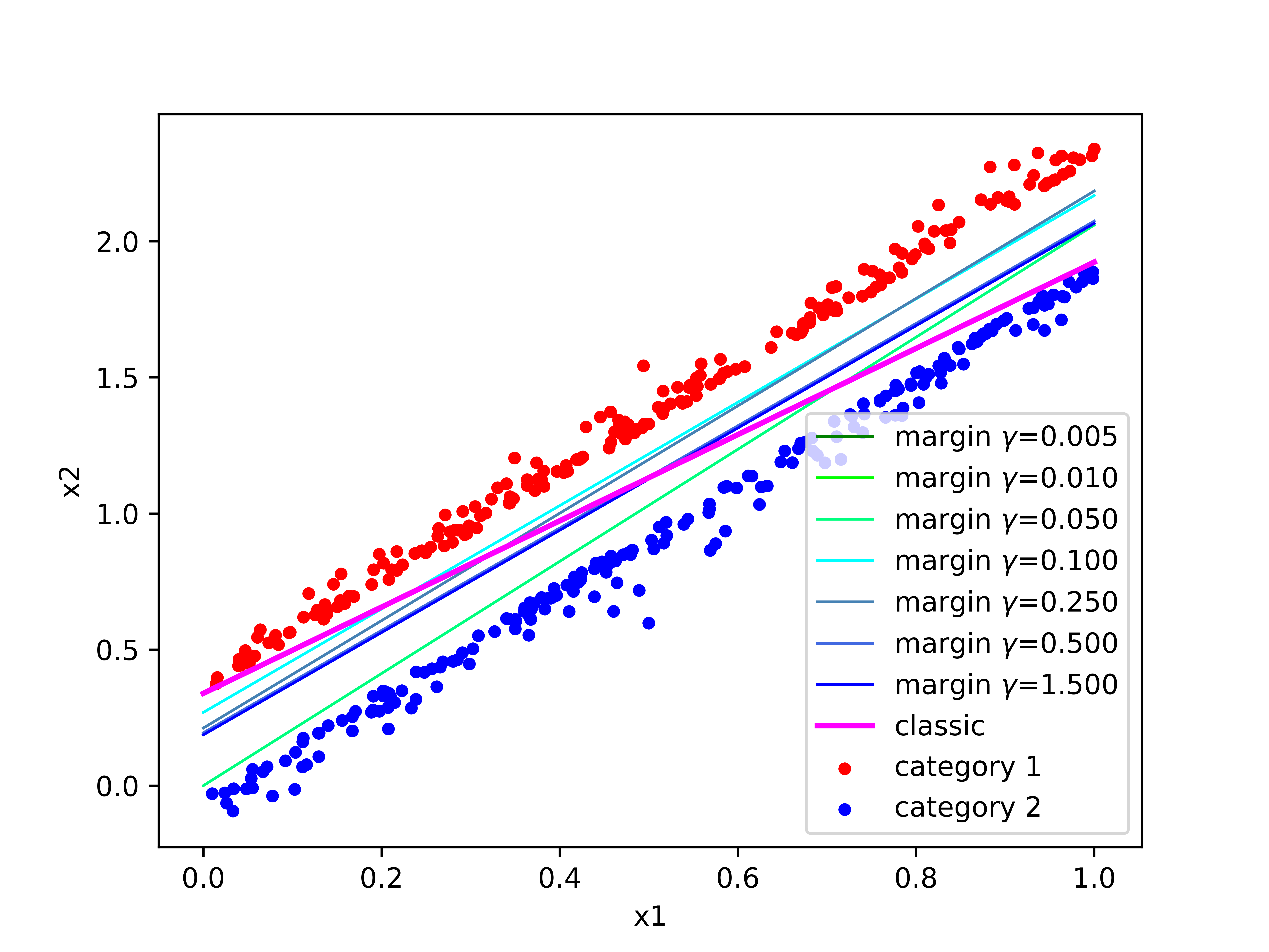 2.0
1.5
1.0
0.5
0.0
x2
0.0 0.2 0.4 0.6 0.8 1.0
x1
margin γ=0.005
margin γ=0.010
margin γ=0.050
margin γ=0.100
margin γ=0.250
margin γ=0.500
margin γ=1.500
classic
category 1
category 2